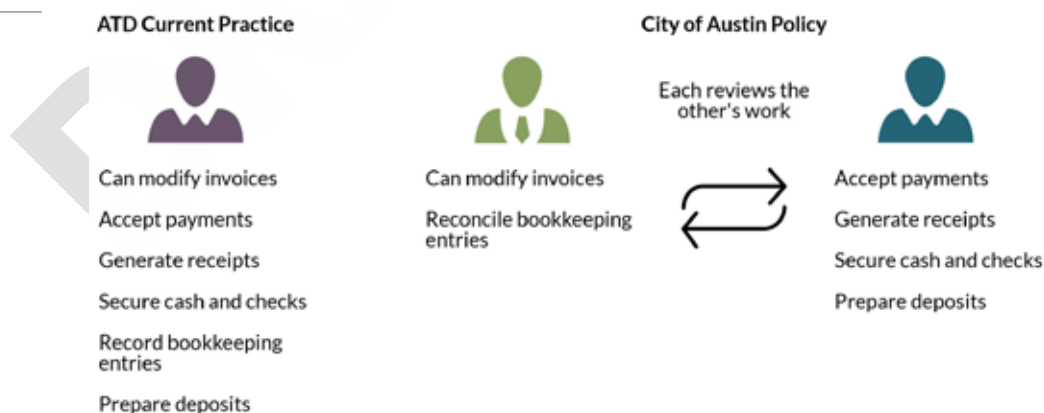 ATD Current Practice
Can modify invoices
Accept payments
Generate receipts
Secure cash and checks
Record bookkeeping
entries
Prepare deposits
City of Austin Policy
Can modify invoices
Reconcile bookkeeping
entries
Each reviews the
other's work
Accept payments
Generate receipts
Secure cash and checks
Prepare deposits